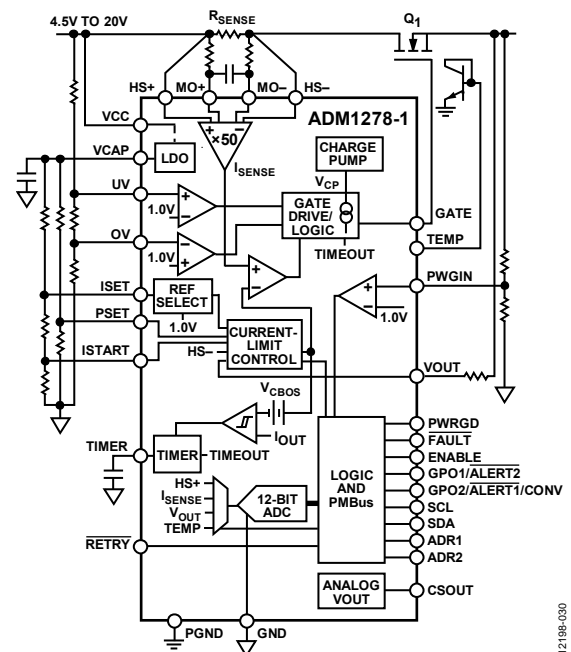 4.5V TO 20V
RSENSE
Q1
HS+
MO+
MO–
HS–
ADM1278-1
VCC
VCAP
LDO
×50
+
–
ISENSE
CHARGE
PUMP
VCP
UV
1.0V
+
–
GATE
DRIVE/
LOGIC
GATE
TEMP
OV
1.0V
–
+
TIMEOUT
+
–
PWGIN
+
–
1.0V
ISET
REF
SELECT
1.0V
PSET
CURRENT-
LIMIT
CONTROL
ISTART
HS–
VOUT
VCBOS
IOUT
TIMER
TIMER
TIMEOUT
LOGIC
AND
PMBus
PWRGD
FAULT
ENABLE
GPO1/ALERT2
GPO2/ALERT1/CONV
SCL
SDA
ADR1
ADR2
HS+
ISENSE
VOUT
TEMP
12-BIT
ADC
RETRY
ANALOG
VOUT
CSOUT
PGND
GND
12198-030